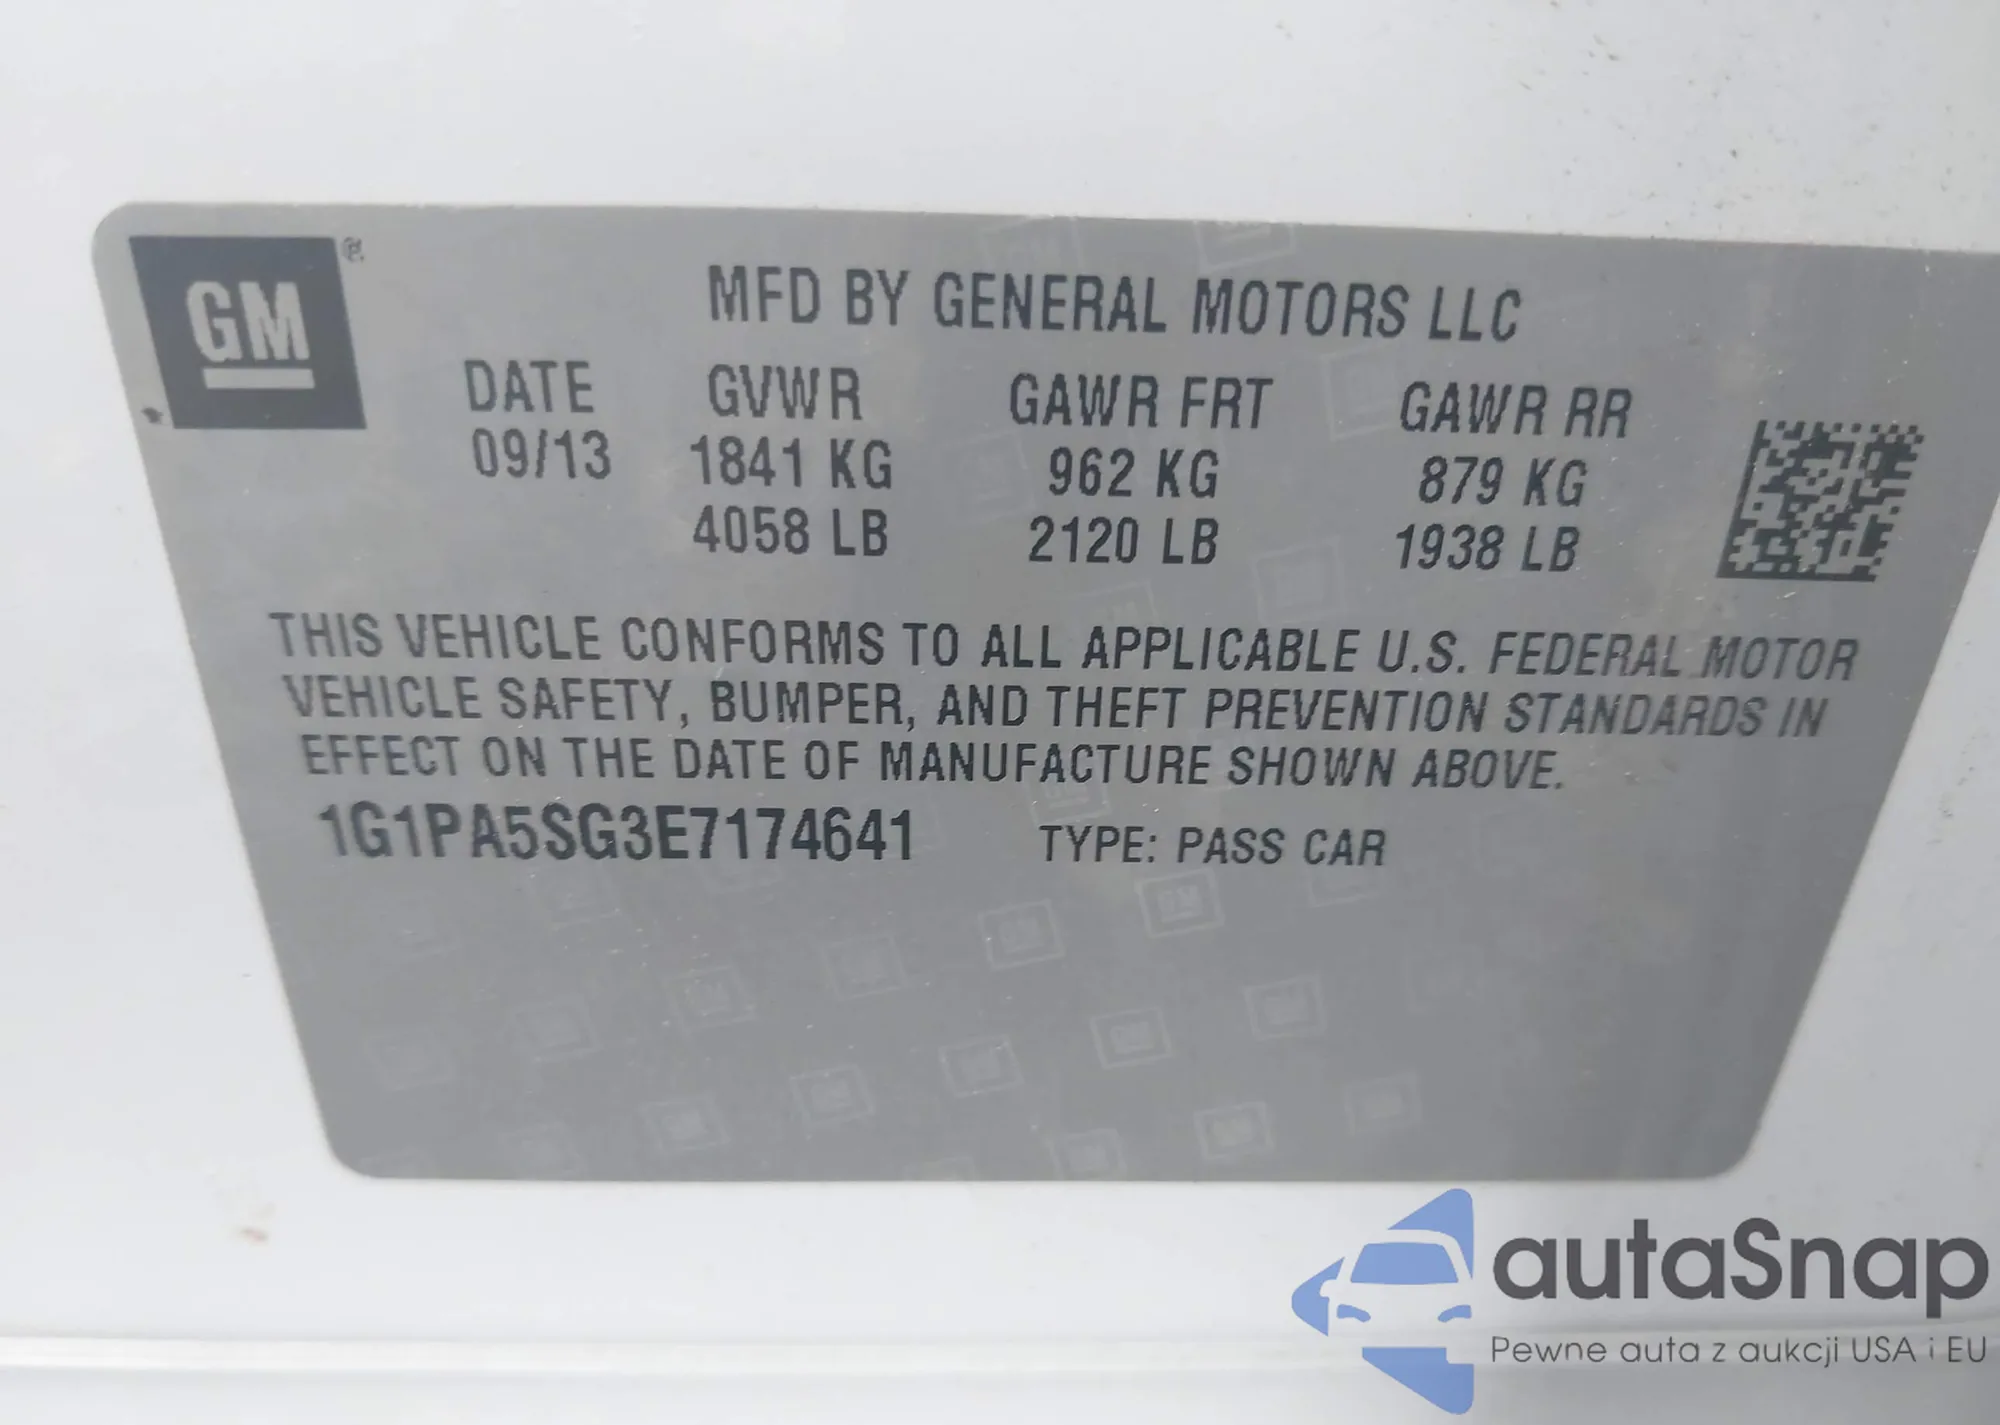 GM
MFD BY GENERAL MOTORS LLC
DATE GVWR GAWR FRT GAWR RR
09/13 1841 KG 962 KG 879 KG
4058 LB 2120 LB 1938 LB
THIS VEHICLE CONFORMS TO ALL APPLICABLE U.S. FEDERAL MOTOR
VEHICLE SAFETY, BUMPER, AND THEFT PREVENTION STANDARDS IN
EFFECT ON THE DATE OF MANUFACTURE SHOWN ABOVE.
1G1PA5SG3E7174641 TYPE: PASS CAR
autaSnap
Pewne auta z aukcji USA i EU